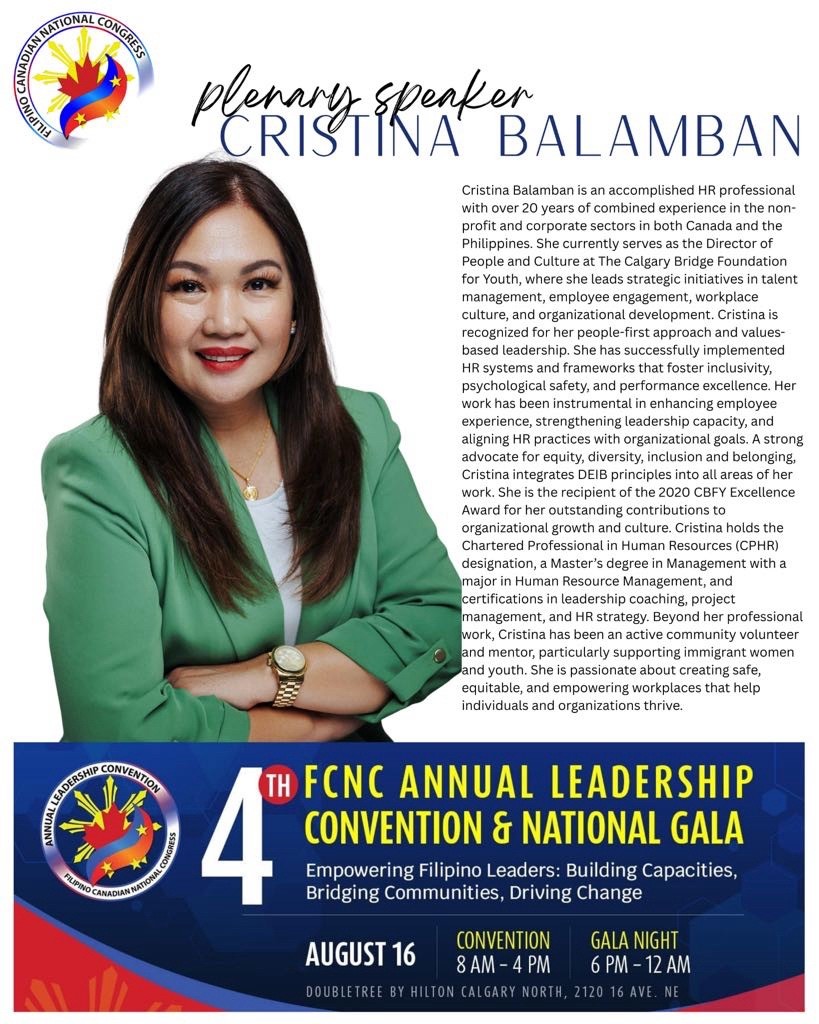 FILIPINO CANADIAN NATIONAL CONGRESS
plenary speaker
CRISTINA BALAMBAN
Cristina Balamban is an accomplished HR professional
with over 20 years of combined experience in the non-
profit and corporate sectors in both Canada and the
Philippines. She currently serves as the Director of
People and Culture at The Calgary Bridge Foundation
for Youth, where she leads strategic initiatives in talent
management, employee engagement, workplace
culture, and organizational development. Cristina is
recognized for her people-first approach and values-
based leadership. She has successfully implemented
HR systems and frameworks that foster inclusivity,
psychological safety, and performance excellence. Her
work has been instrumental in enhancing employee
experience, strengthening leadership capacity, and
aligning HR practices with organizational goals. A strong
advocate for equity, diversity, inclusion and belonging,
Cristina integrates DEIB principles into all areas of her
work. She is the recipient of the 2020 CBFY Excellence
Award for her outstanding contributions to
organizational growth and culture. Cristina holds the
Chartered Professional in Human Resources (CPHR)
designation, a Master's degree in Management with a
major in Human Resource Management, and
certifications in leadership coaching, project
management, and HR strategy. Beyond her professional
work, Cristina has been an active community volunteer
and mentor, particularly supporting immigrant women
and youth. She is passionate about creating safe,
equitable, and empowering workplaces that help
individuals and organizations thrive.
ANNUAL LEADERSHIP CONVENTION
FILIPINO CANADIAN NATIONAL CONGRESS
4TH FCNC ANNUAL LEADERSHIP
CONVENTION & NATIONAL GALA
Empowering Filipino Leaders: Building Capacities,
Bridging Communities, Driving Change
AUGUST 16
CONVENTION
8 AM – 4 PM
GALA NIGHT
6 PM – 12 AM
DOUBLETREE BY HILTON CALGARY NORTH, 2120 16 AVE. NE